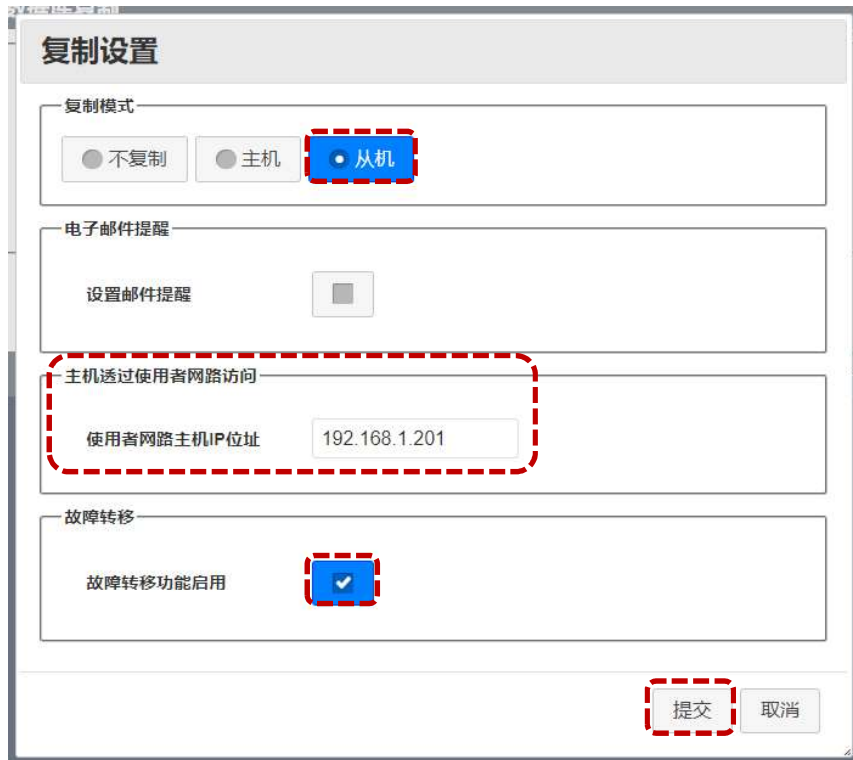 复制设置
复制模式
不复制 主机 从机
电子邮件提醒
设置邮件提醒
主机透过使用者网路访问
使用者网路主机IP位址 192.168.1.201
故障转移
故障转移功能启用
提交 取消